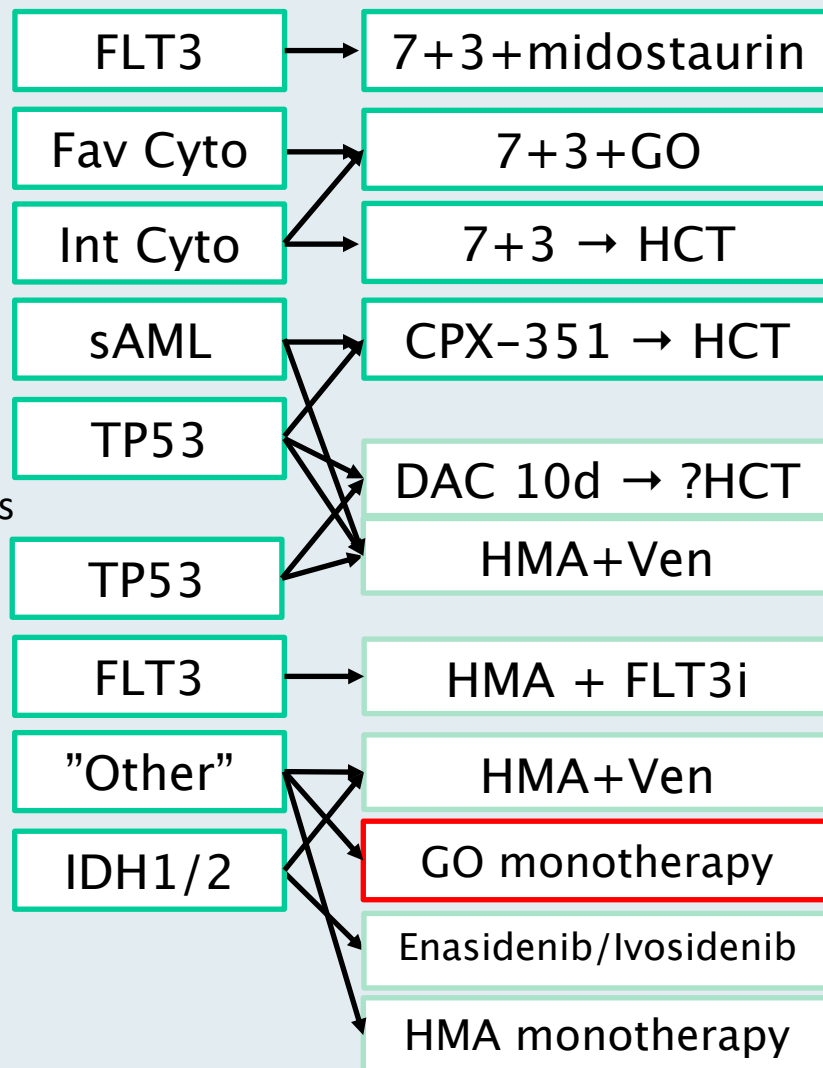 FLT3 → 7+3+midostaurin
Fav Cyto 7+3+GO
Int Cyto 7+3 → HCT
sAML CPX-351 → HCT
TP53
DAC 10d → ?HCT
s
HMA+Ven
TP53
FLT3 HMA + FLT3i
”Other” HMA+Ven
IDH1/2 GO monotherapy
Enasidenib/Ivosidenib
HMA monotherapy